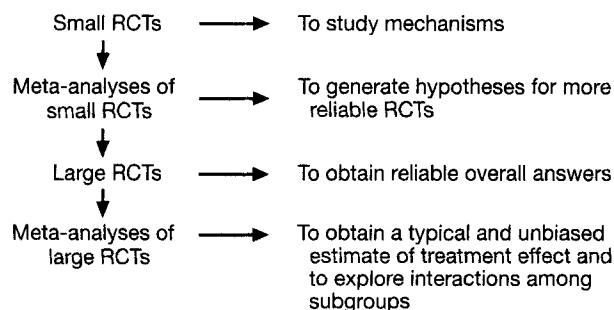 Small RCTs
To study mechanisms
Meta-analyses of
small RCTs
To generate hypotheses for more
reliable RCTs
Large RCTs
To obtain reliable overall answers
Meta-analyses of
large RCTs
To obtain a typical and unbiased
estimate of treatment effect and
to explore interactions among
subgroups